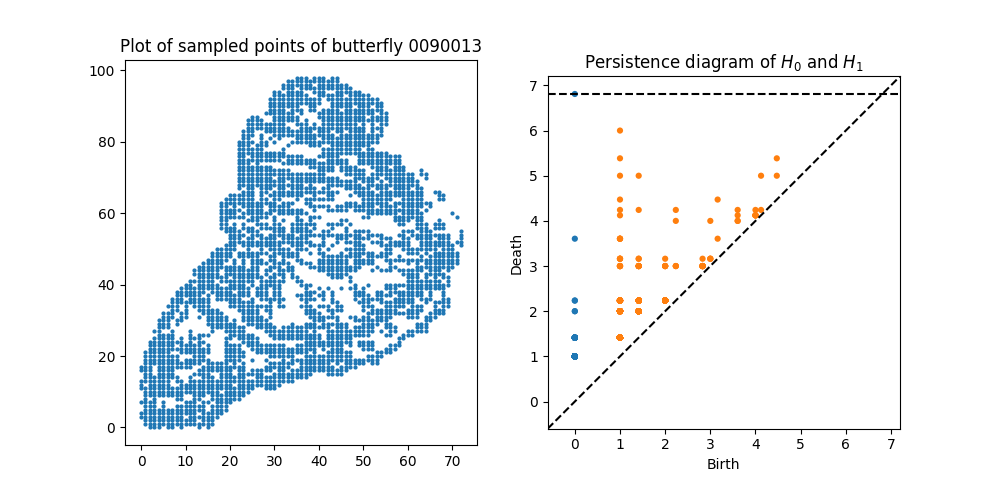 Plot of sampled points of butterfly 0090013
100
80
60
40
20
0
0 10 20 30 40 50 60 70
Persistence diagram of H₀ and H₁
7
6
5
4
3
2
1
0
Death
0 1 2 3 4 5 6 7
Birth